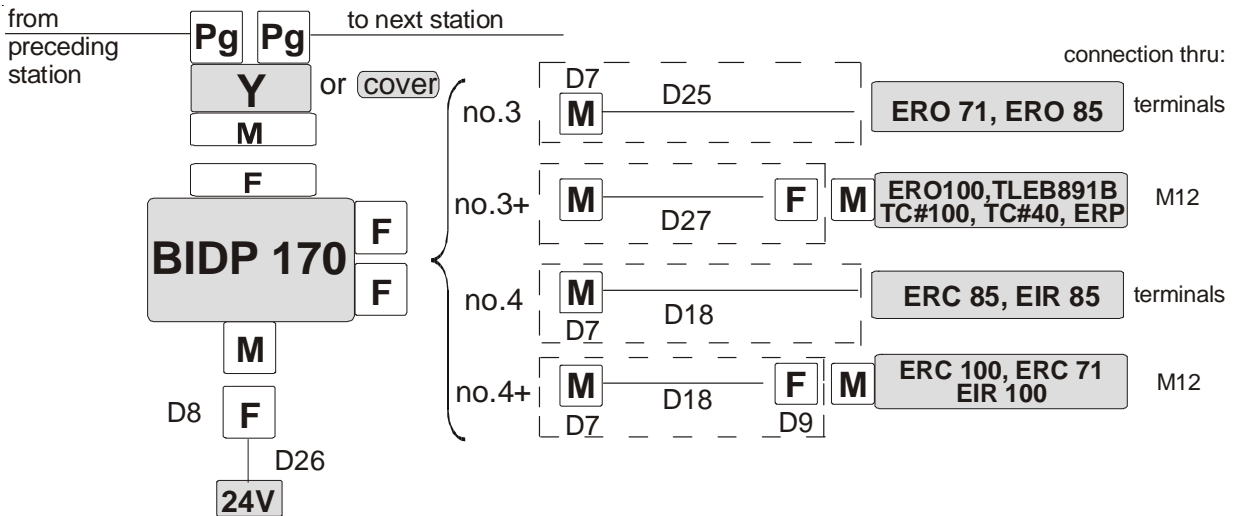 from
preceding
station
Pg Pg
to next station
Y
or cover
M
F
BIDP 170
F
F
M
D8 F
D26
24V
connection thru:
no.3
D7
M
D25
ERO 71, ERO 85
terminals
no.3+
M
D27
F
M
ERO100,TLEB891B
TC#100, TC#40, ERP
M12
no.4
M
D7
D18
ERC 85, EIR 85
terminals
no.4+
M
D7
D18
F
D9
M
ERC 100, ERC 71
EIR 100
M12